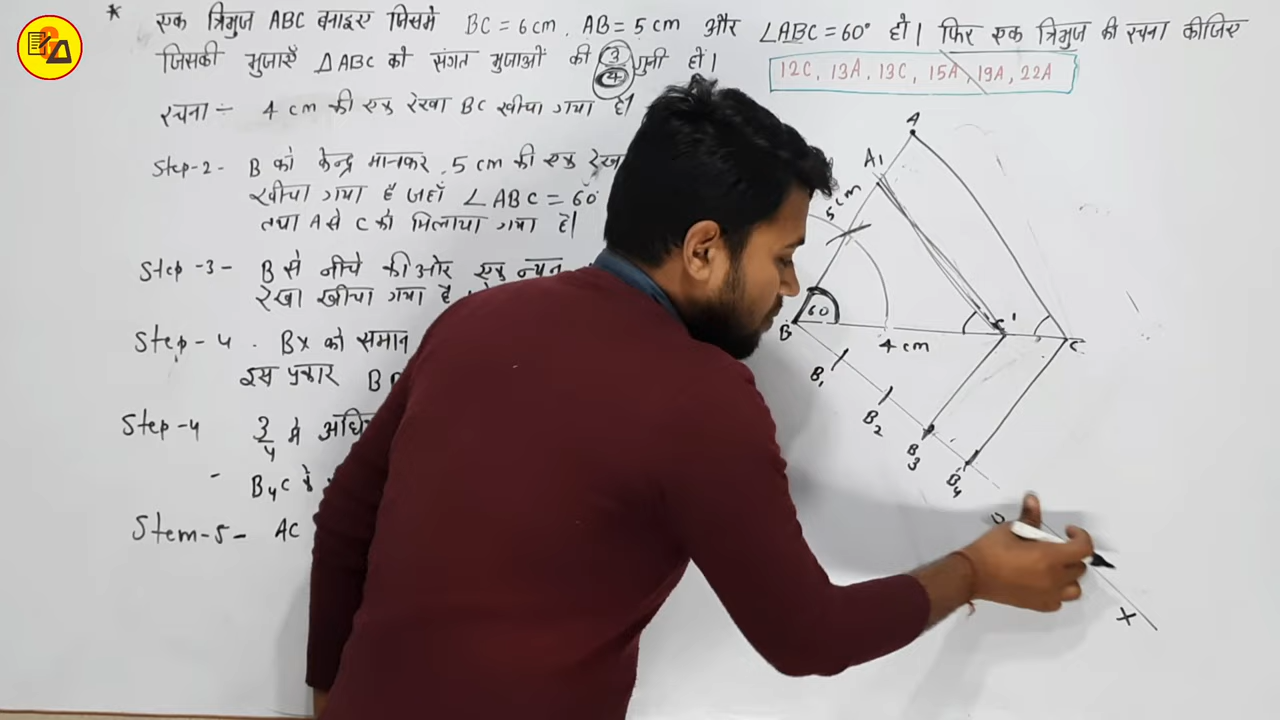 * एक त्रिभुज ABC बनाइए जिसमे BC = 6 cm, AB = 5 cm और ∠ABC = 60° हो। फिर एक त्रिभुज की रचना कीजिए
जिसकी भुजाएँ △ABC को संगत भुजाओं की 3/4 गुनी हों।
12C, 13A, 13C, 15A, 19A, 22A
रचना ÷ 4 cm की एक रेखा BC खीचा गया है।
Step-2- B को केन्द्र मानकर, 5 cm की एक रेखा
खीचा गया है जहाँ ∠ABC = 60°
तथा A से C को मिलाया गया है।
Step-3- B से नीचे की ओर एक न्यून
रेखा खीचा गया है
Step-4. Bx को समान
इस प्रकार B
Step-4 3/4 मे
- B4C के
Stem-5- AC
A
A1
5 cm
60
B
C'
C
4 cm
B1
B2
B3
B4
X